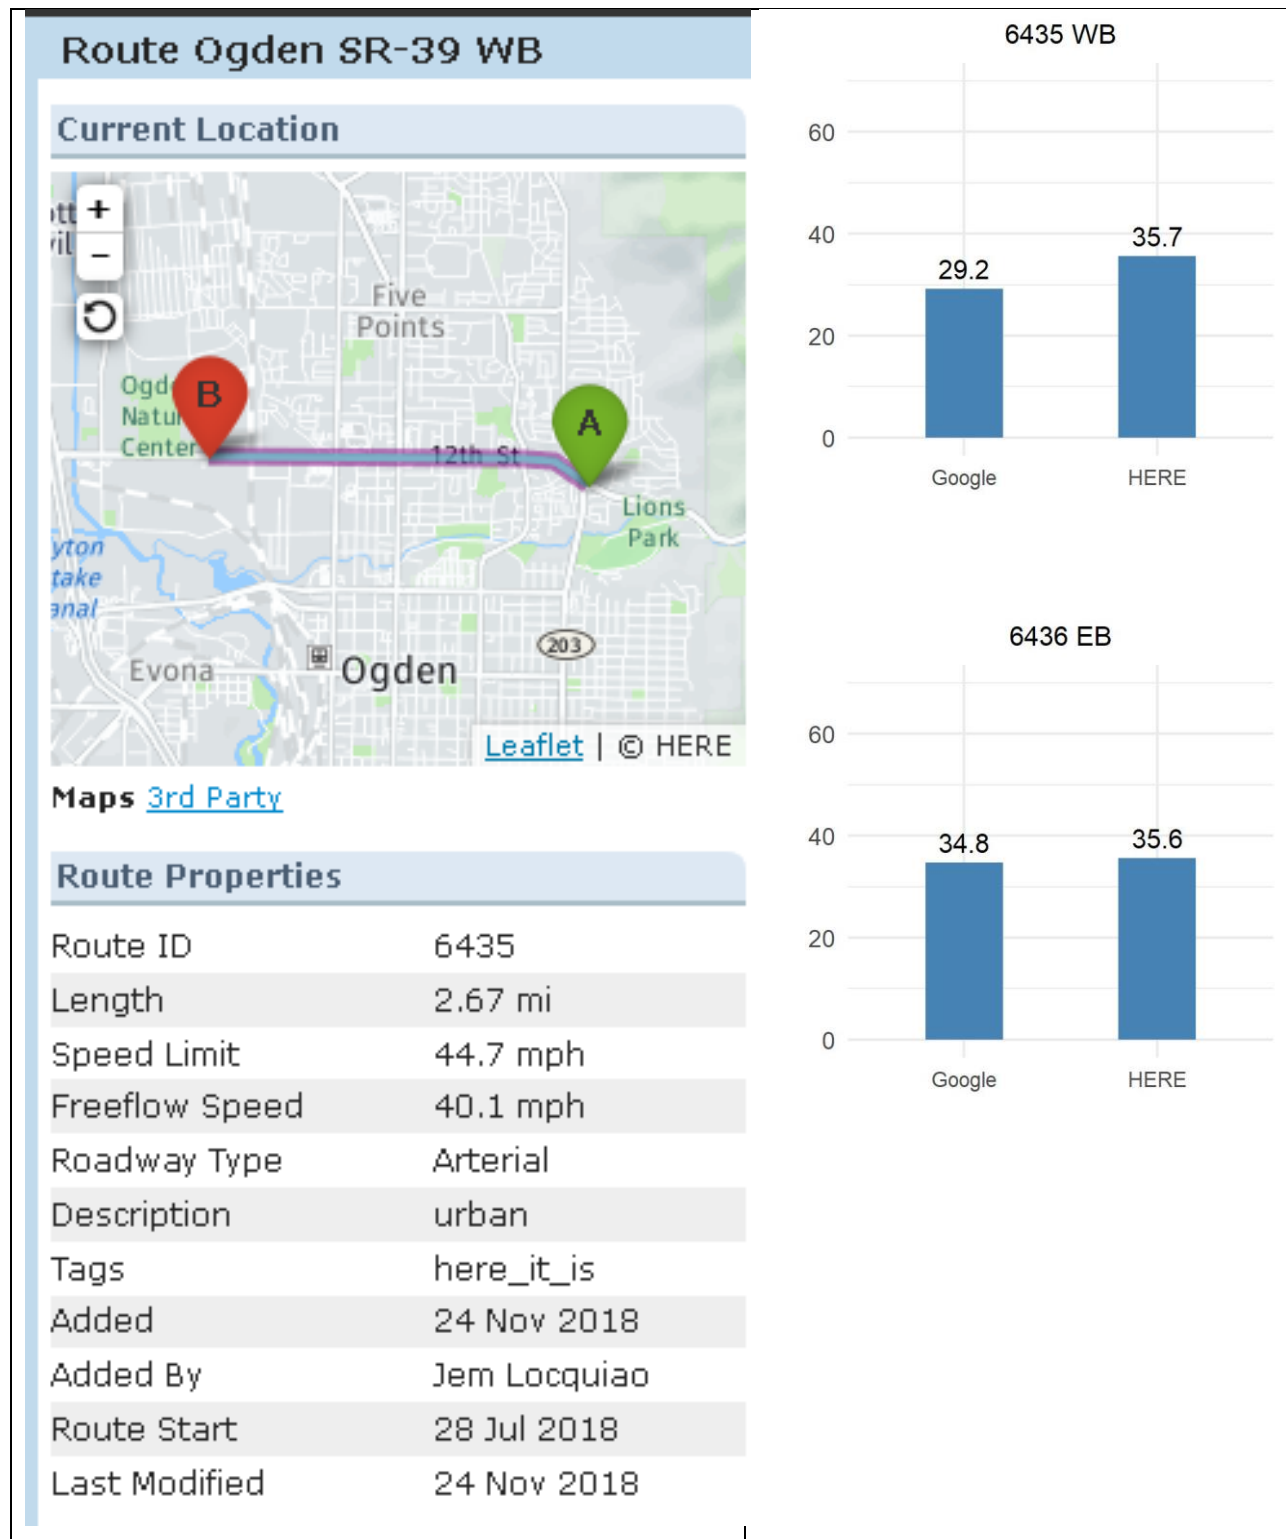 Route Ogden SR-39 WB
Current Location
+
−
Five
Points
B
A
Center
12th St
Lions
Park
Evona
Ogden
203
Leaflet | © HERE
Maps 3rd Party
Route Properties
Route ID 6435
Length 2.67 mi
Speed Limit 44.7 mph
Freeflow Speed 40.1 mph
Roadway Type Arterial
Description urban
Tags here_it_is
Added 24 Nov 2018
Added By Jem Locquiao
Route Start 28 Jul 2018
Last Modified 24 Nov 2018
6435 WB
60
40
20
0
29.2
35.7
Google HERE
6436 EB
60
40
20
0
34.8
35.6
Google HERE